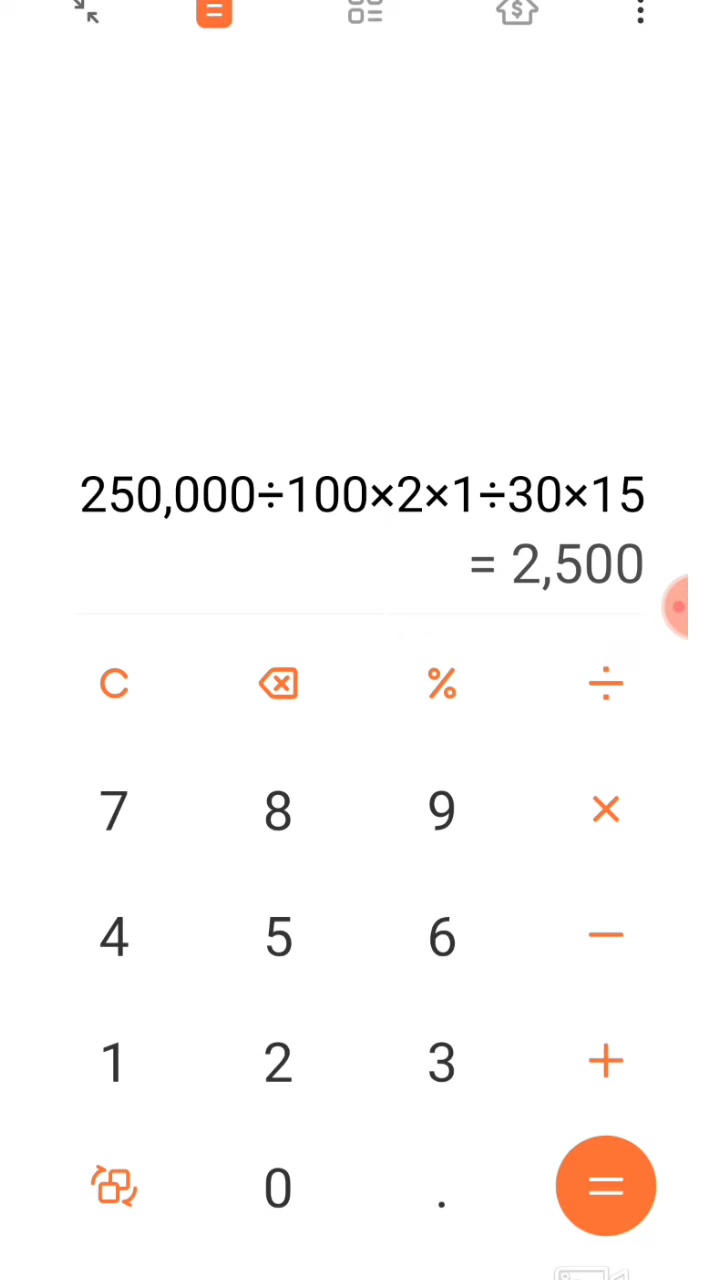 250,000÷100×2×1÷30×15
= 2,500
C % ÷
7 8 9 ×
4 5 6 −
1 2 3 +
0 . =